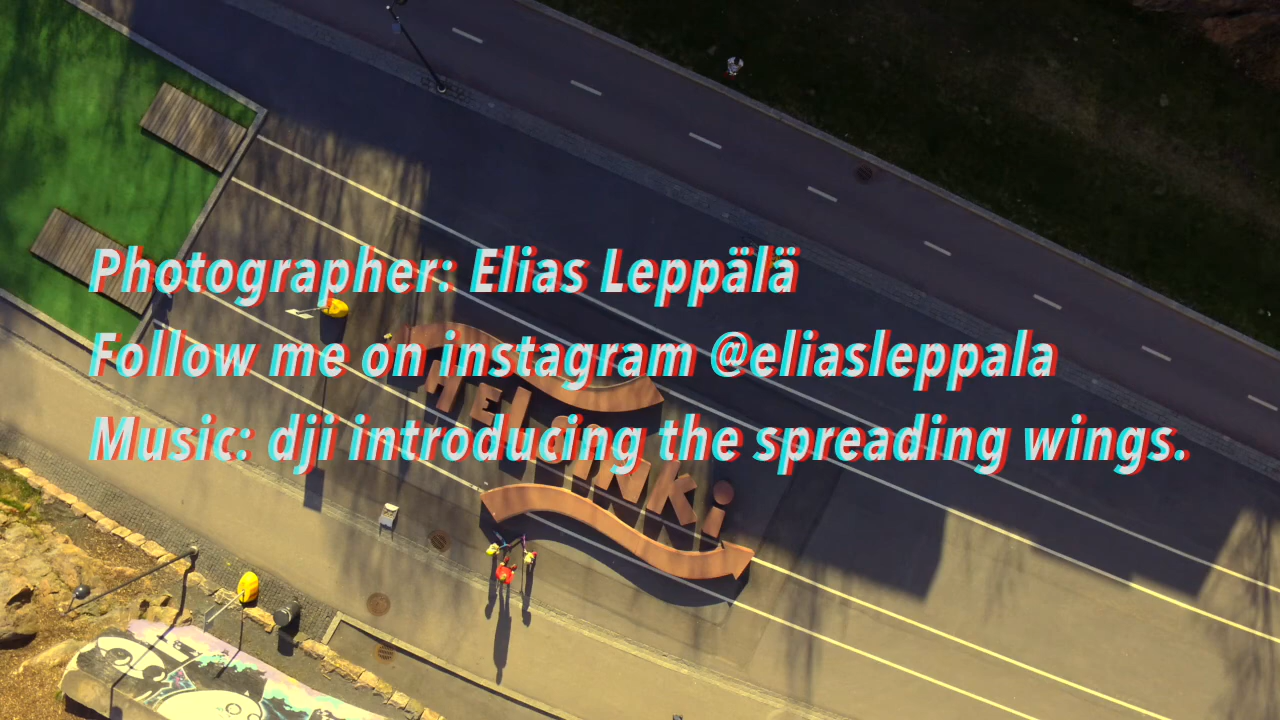 Photographer: Elias Leppälä
Follow me on instagram @eliasleppala
Music: dji introducing the spreading wings.
HELSINKi